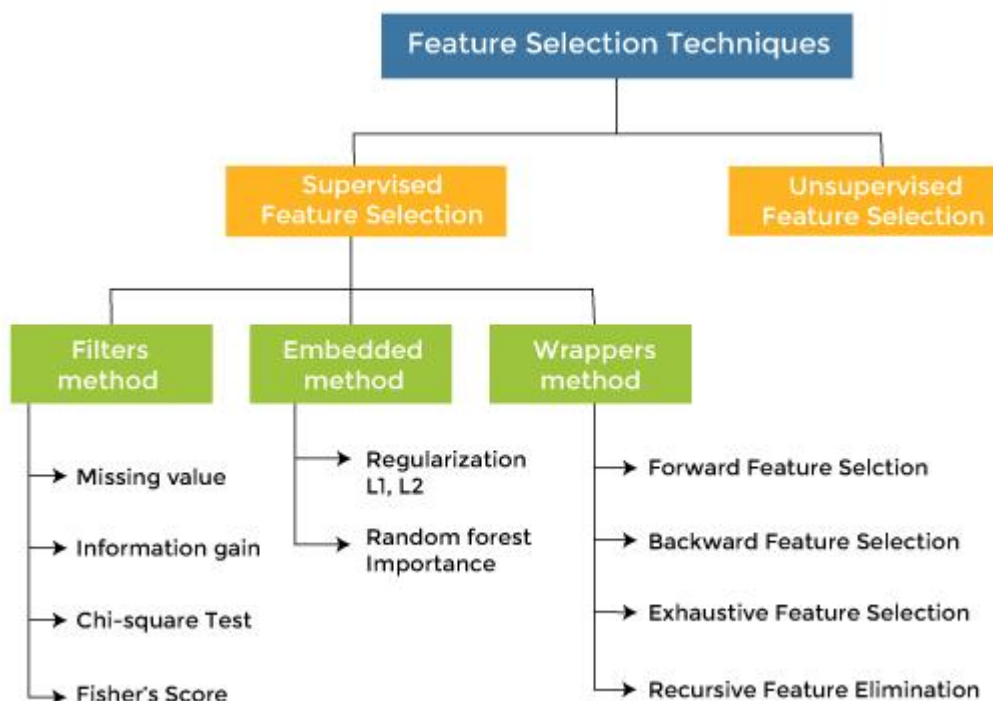 Feature Selection Techniques
Supervised
Feature Selection
Unsupervised
Feature Selection
Filters
method
Embedded
method
Wrappers
method
Missing value
Information gain
Chi-square Test
Fisher's Score
Regularization
L1, L2
Random forest
Importance
Forward Feature Selction
Backward Feature Selection
Exhaustive Feature Selection
Recursive Feature Elimination